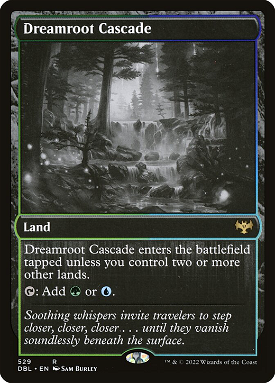 Dreamroot Cascade
Land
Dreamroot Cascade enters the battlefield
tapped unless you control two or more
other lands.
: Add or .
Soothing whispers invite travelers to step
closer, closer, closer . . . until they vanish
soundlessly beneath the surface.
529 R
DBL • EN SAM BURLEY
™ & © 2022 Wizards of the Coast